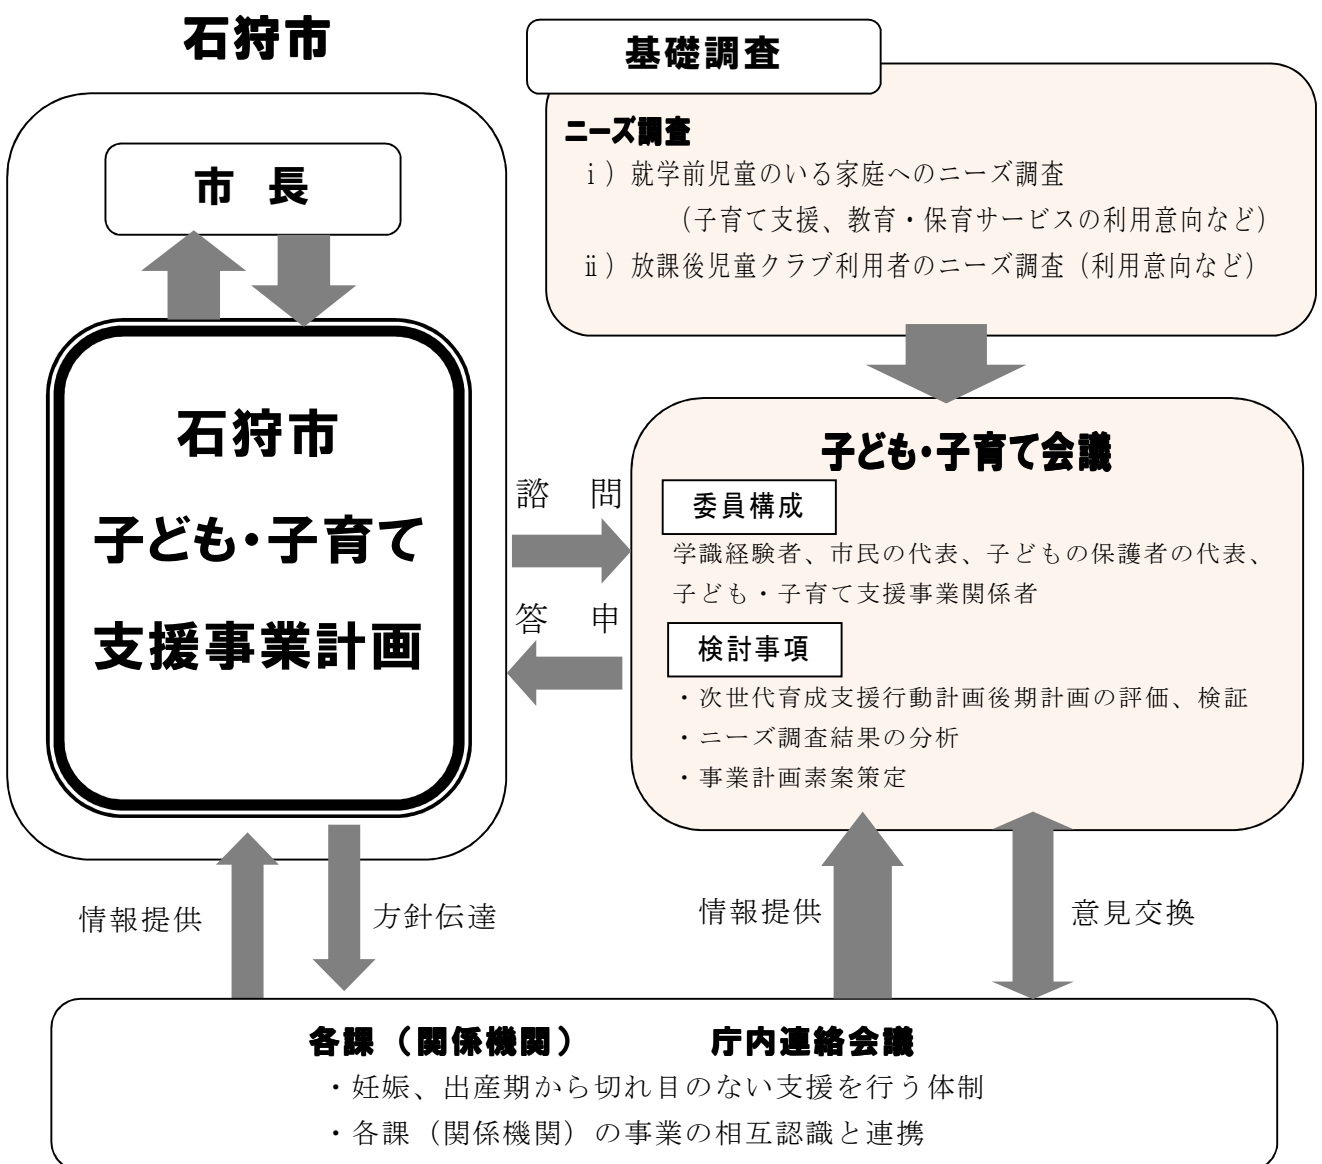 石狩市
市 長
石狩市
子ども・子育て
支援事業計画
基礎調査
ニーズ調査
ⅰ）就学前児童のいる家庭へのニーズ調査
（子育て支援、教育・保育サービスの利用意向など）
ⅱ）放課後児童クラブ利用者のニーズ調査（利用意向など）
諮 問
答 申
子ども・子育て会議
委員構成
学識経験者、市民の代表、子どもの保護者の代表、
子ども・子育て支援事業関係者
検討事項
・次世代育成支援行動計画後期計画の評価、検証
・ニーズ調査結果の分析
・事業計画素案策定
情報提供
方針伝達
情報提供
意見交換
各課（関係機関） 庁内連絡会議
・妊娠、出産期から切れ目のない支援を行う体制
・各課（関係機関）の事業の相互認識と連携